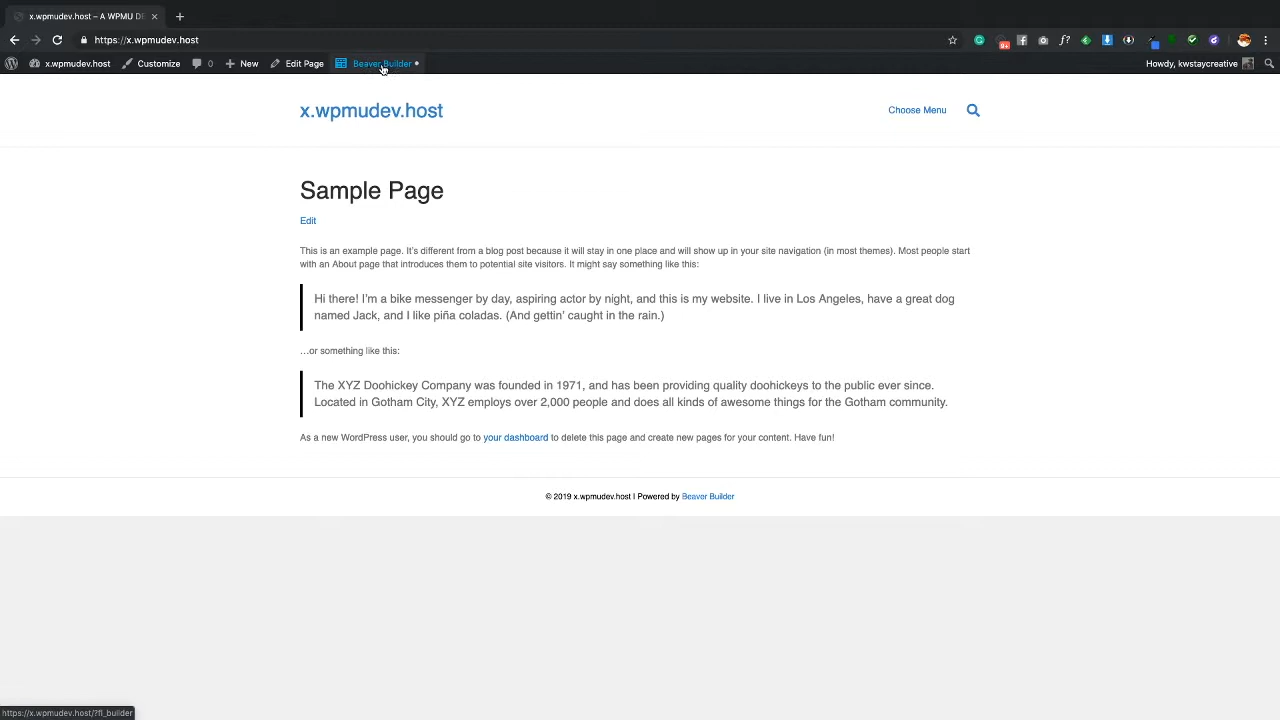 x.wpmudev.host – A WPMU DE
https://x.wpmudev.host
x.wpmudev.host Customize 0 New Edit Page Beaver Builder Howdy, kwstaycreative
x.wpmudev.host
Choose Menu
Sample Page
Edit
This is an example page. It's different from a blog post because it will stay in one place and will show up in your site navigation (in most themes). Most people start
with an About page that introduces them to potential site visitors. It might say something like this:
Hi there! I'm a bike messenger by day, aspiring actor by night, and this is my website. I live in Los Angeles, have a great dog
named Jack, and I like piña coladas. (And gettin' caught in the rain.)
…or something like this:
The XYZ Doohickey Company was founded in 1971, and has been providing quality doohickeys to the public ever since.
Located in Gotham City, XYZ employs over 2,000 people and does all kinds of awesome things for the Gotham community.
As a new WordPress user, you should go to your dashboard to delete this page and create new pages for your content. Have fun!
© 2019 x.wpmudev.host | Powered by Beaver Builder
https://x.wpmudev.host/?fl_builder